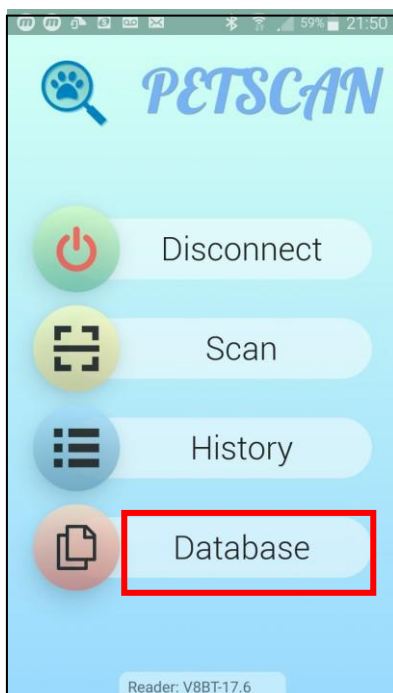 59% 21:50
PETSCAN
Disconnect
Scan
History
Database
Reader: V8BT-17.6